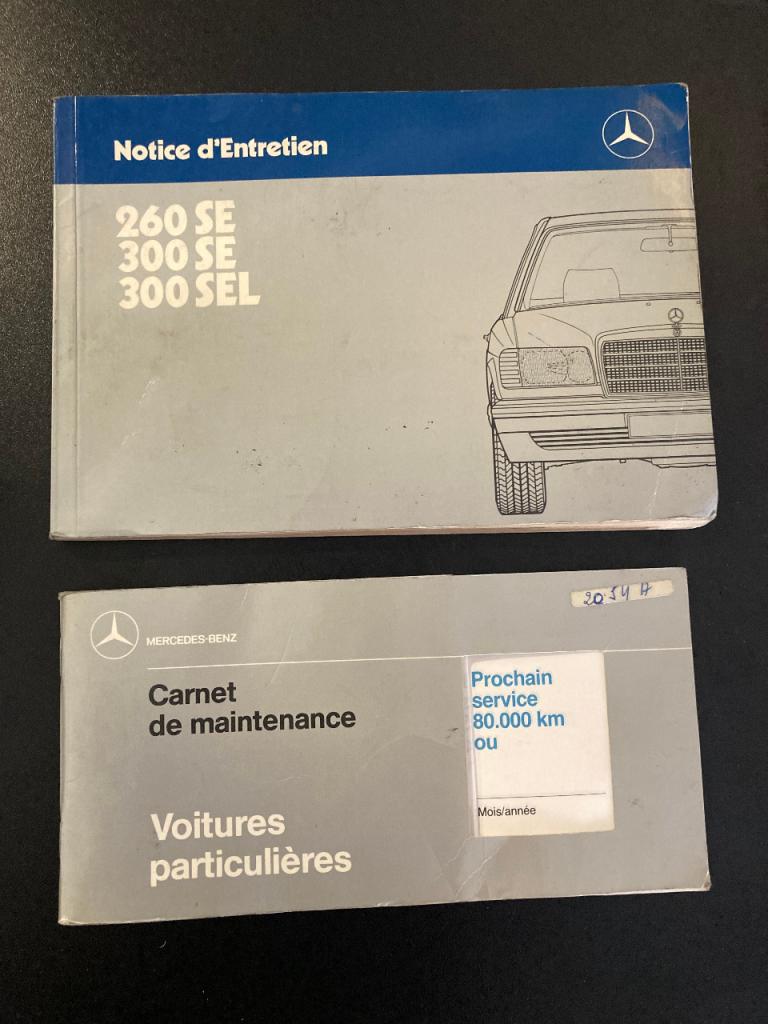 Notice d'Entretien
260 SE
300 SE
300 SEL
20.54 A
MERCEDES-BENZ
Carnet
de maintenance
Prochain
service
80.000 km
ou
Mois/année
Voitures
particulières